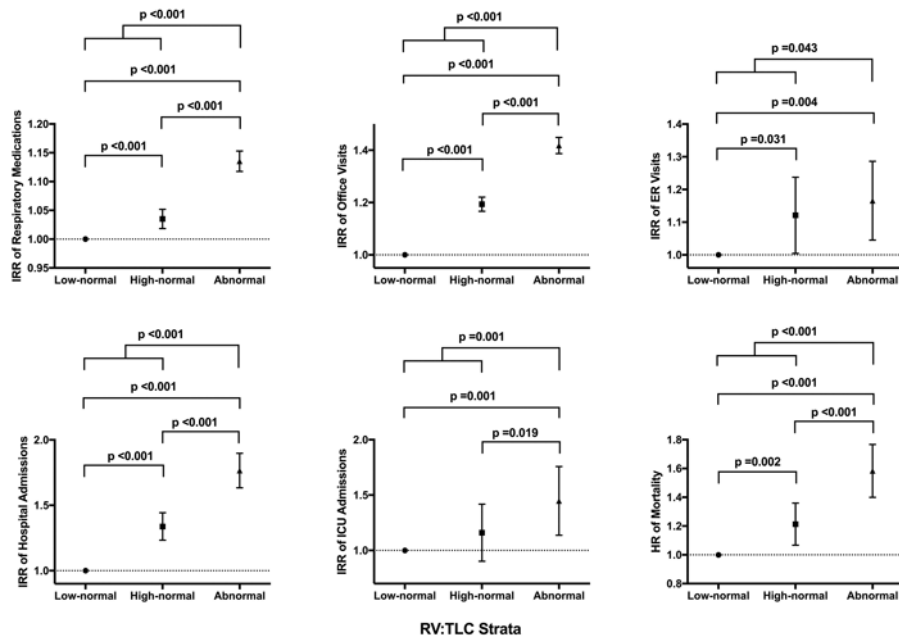 p <0.001
p <0.001
p <0.001
p <0.001
IRR of Respiratory Medications
1.20
1.15
1.10
1.05
1.00
0.95
Low-normal High-normal Abnormal
p <0.001
p <0.001
p <0.001
p <0.001
IRR of Office Visits
1.4
1.2
1.0
Low-normal High-normal Abnormal
p =0.043
p =0.004
p =0.031
IRR of ER Visits
1.4
1.3
1.2
1.1
1.0
Low-normal High-normal Abnormal
p <0.001
p <0.001
p <0.001
p <0.001
IRR of Hospital Admissions
2.0
1.5
1.0
Low-normal High-normal Abnormal
p =0.001
p =0.001
p =0.019
IRR of ICU Admissions
2.0
1.5
1.0
Low-normal High-normal Abnormal
p <0.001
p <0.001
p <0.001
p =0.002
HR of Mortality
1.8
1.6
1.4
1.2
1.0
0.8
Low-normal High-normal Abnormal
RV:TLC Strata